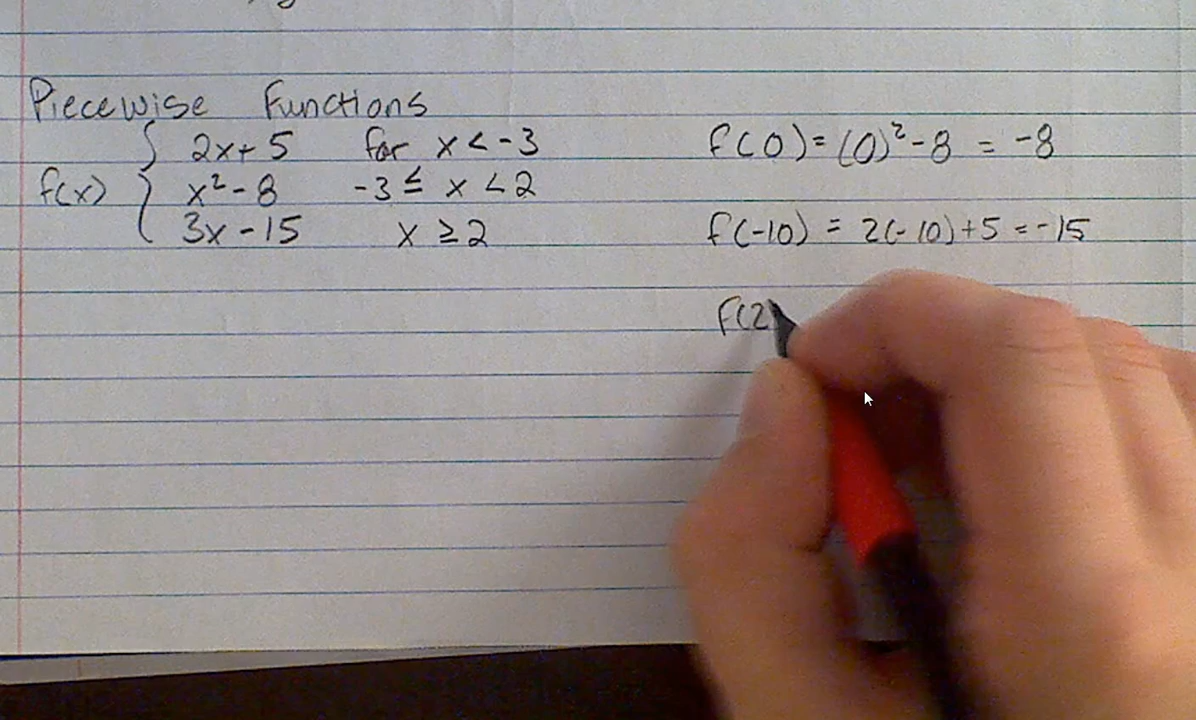 Piecewise Functions
2x+5 for x < -3
f(x) { x² - 8 -3 ≤ x < 2
3x - 15 x ≥ 2
f(0) = (0)² - 8 = -8
f(-10) = 2(-10)+5 = -15
f(2)